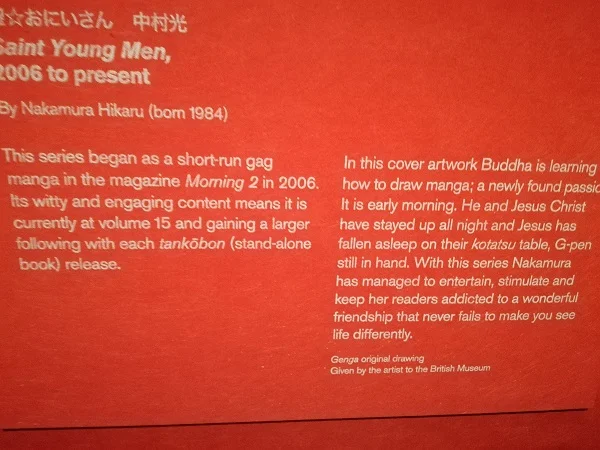 ☆おにいさん 中村光
Saint Young Men,
2006 to present
By Nakamura Hikaru (born 1984)
This series began as a short-run gag
manga in the magazine Morning 2 in 2006.
Its witty and engaging content means it is
currently at volume 15 and gaining a larger
following with each tankōbon (stand-alone
book) release.
In this cover artwork Buddha is learning
how to draw manga; a newly found
It is early morning. He and Jesus Christ
have stayed up all night and Jesus has
fallen asleep on their kotatsu table, G-pen
still in hand. With this series Nakamura
has managed to entertain, stimulate and
keep her readers addicted to a wonderful
friendship that never fails to make you see
life differently.
Genga original drawing
Given by the artist to the British Museum